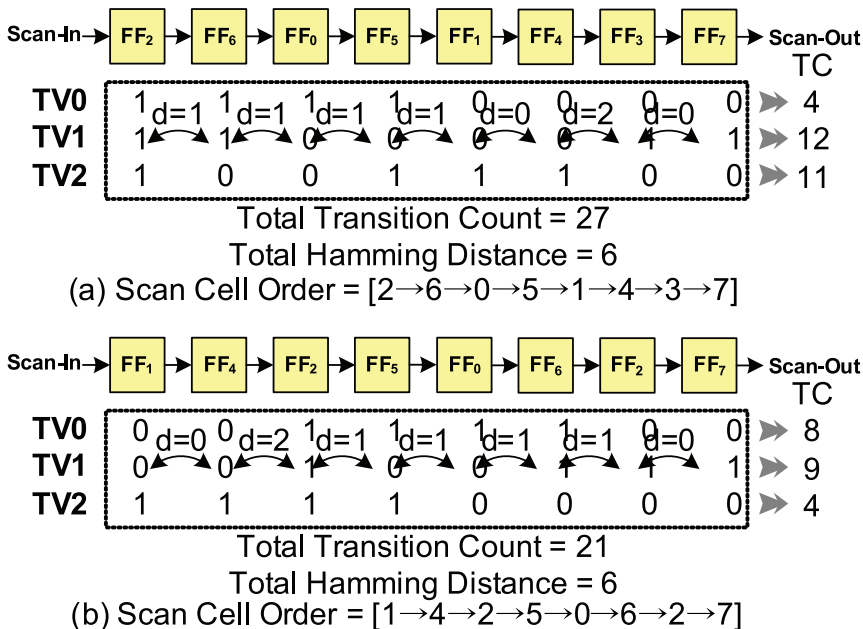 Scan-In FF2 FF6 FF0 FF5 FF1 FF4 FF3 FF7 Scan-Out
TC
TV0 1 1 1 1 0 0 0 0 4
d=1 d=1 d=1 d=1 d=0 d=2 d=0
TV1 1 1 0 0 0 0 1 1 12
TV2 1 0 0 1 1 1 0 0 11
Total Transition Count = 27
Total Hamming Distance = 6
(a) Scan Cell Order = [2→6→0→5→1→4→3→7]
Scan-In FF1 FF4 FF2 FF5 FF0 FF6 FF2 FF7 Scan-Out
TC
TV0 0 0 1 1 1 1 0 0 8
d=0 d=2 d=1 d=1 d=1 d=1 d=0
TV1 0 0 1 0 0 1 1 1 9
TV2 1 1 1 1 0 0 0 0 4
Total Transition Count = 21
Total Hamming Distance = 6
(b) Scan Cell Order = [1→4→2→5→0→6→2→7]